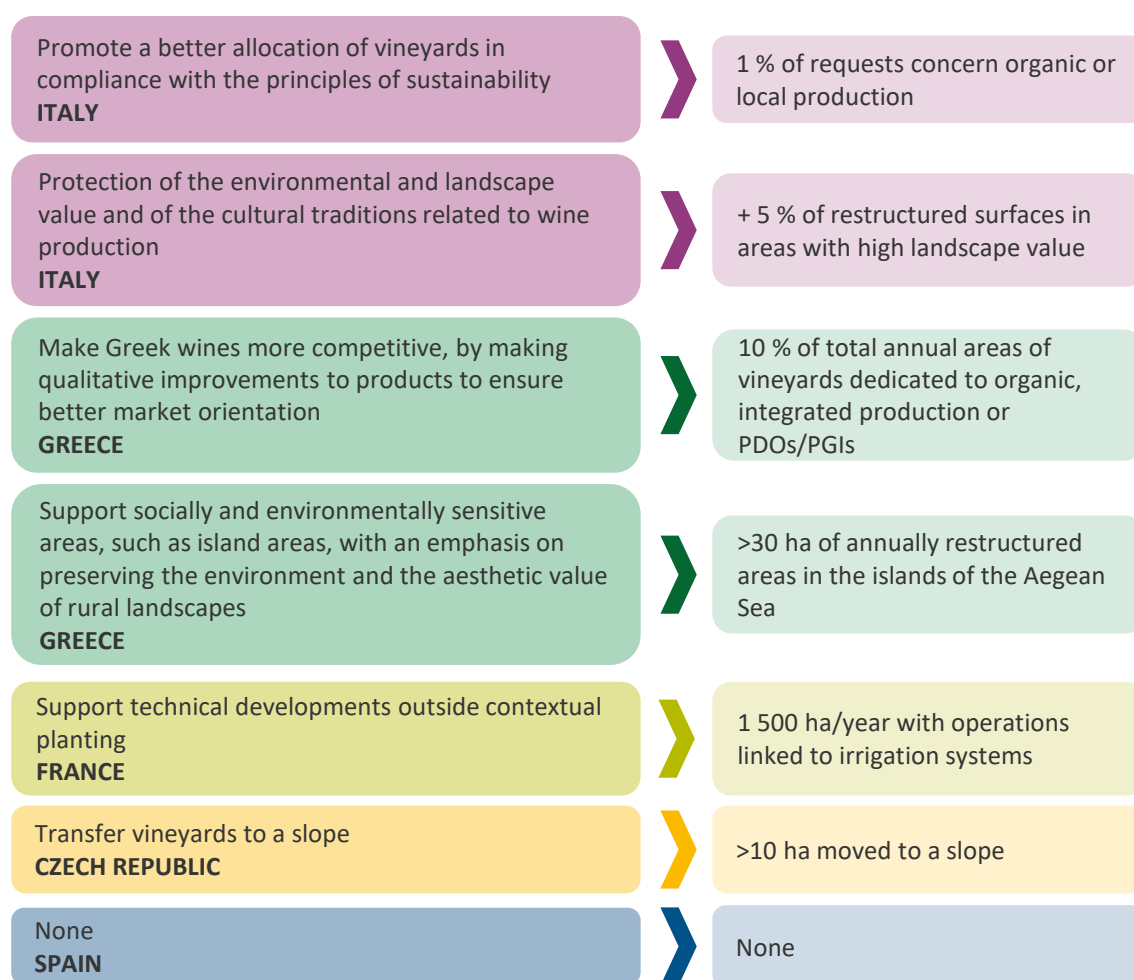 Promote a better allocation of vineyards in
compliance with the principles of sustainability
ITALY
1 % of requests concern organic or
local production
Protection of the environmental and landscape
value and of the cultural traditions related to wine
production
ITALY
+ 5 % of restructured surfaces in
areas with high landscape value
Make Greek wines more competitive, by making
qualitative improvements to products to ensure
better market orientation
GREECE
10 % of total annual areas of
vineyards dedicated to organic,
integrated production or
PDOs/PGIs
Support socially and environmentally sensitive
areas, such as island areas, with an emphasis on
preserving the environment and the aesthetic value
of rural landscapes
GREECE
>30 ha of annually restructured
areas in the islands of the Aegean
Sea
Support technical developments outside contextual
planting
FRANCE
1 500 ha/year with operations
linked to irrigation systems
Transfer vineyards to a slope
CZECH REPUBLIC
>10 ha moved to a slope
None
SPAIN
None